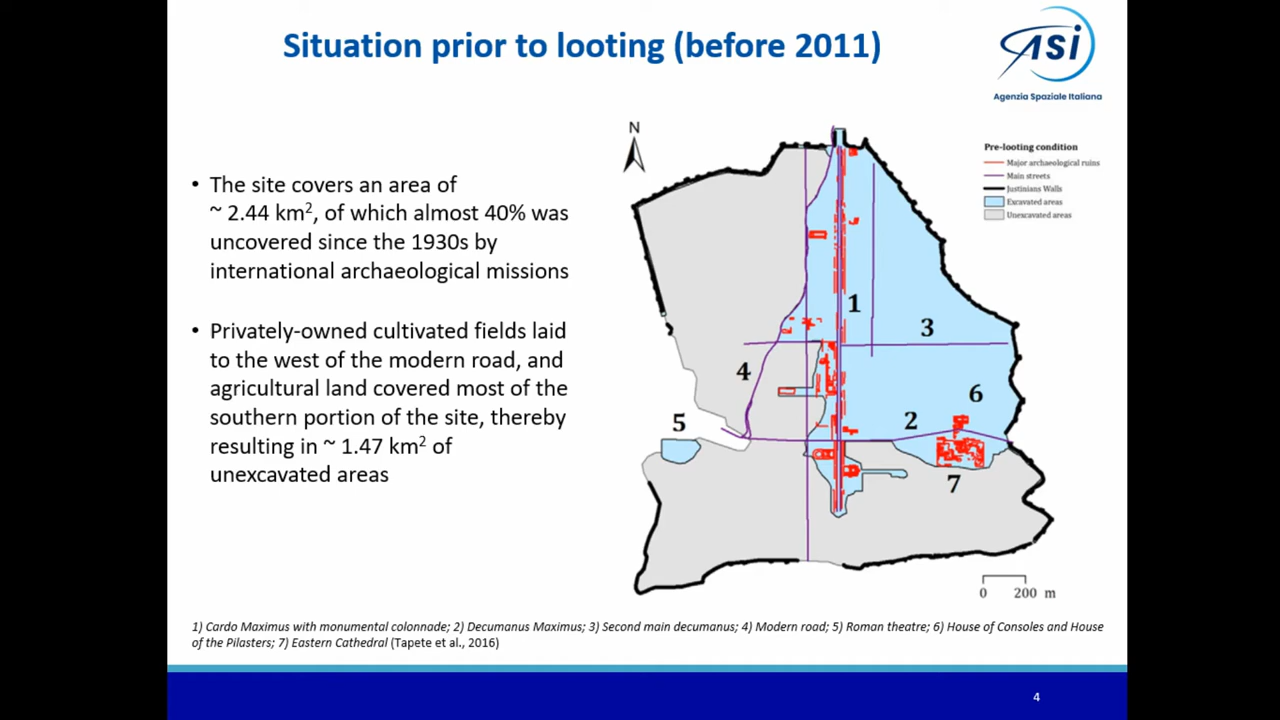 Situation prior to looting (before 2011)
ASI
Agenzia Spaziale Italiana
• The site covers an area of
~ 2.44 km², of which almost 40% was
uncovered since the 1930s by
international archaeological missions
• Privately-owned cultivated fields laid
to the west of the modern road, and
agricultural land covered most of the
southern portion of the site, thereby
resulting in ~ 1.47 km² of
unexcavated areas
N
Pre-looting condition
Major archaeological ruins
Main streets
Justinians Walls
Excavated areas
Unexcavated areas
1
3
4
6
5
2
7
0 200 m
1) Cardo Maximus with monumental colonnade; 2) Decumanus Maximus; 3) Second main decumanus; 4) Modern road; 5) Roman theatre; 6) House of Consoles and House
of the Pilasters; 7) Eastern Cathedral (Tapete et al., 2016)
4